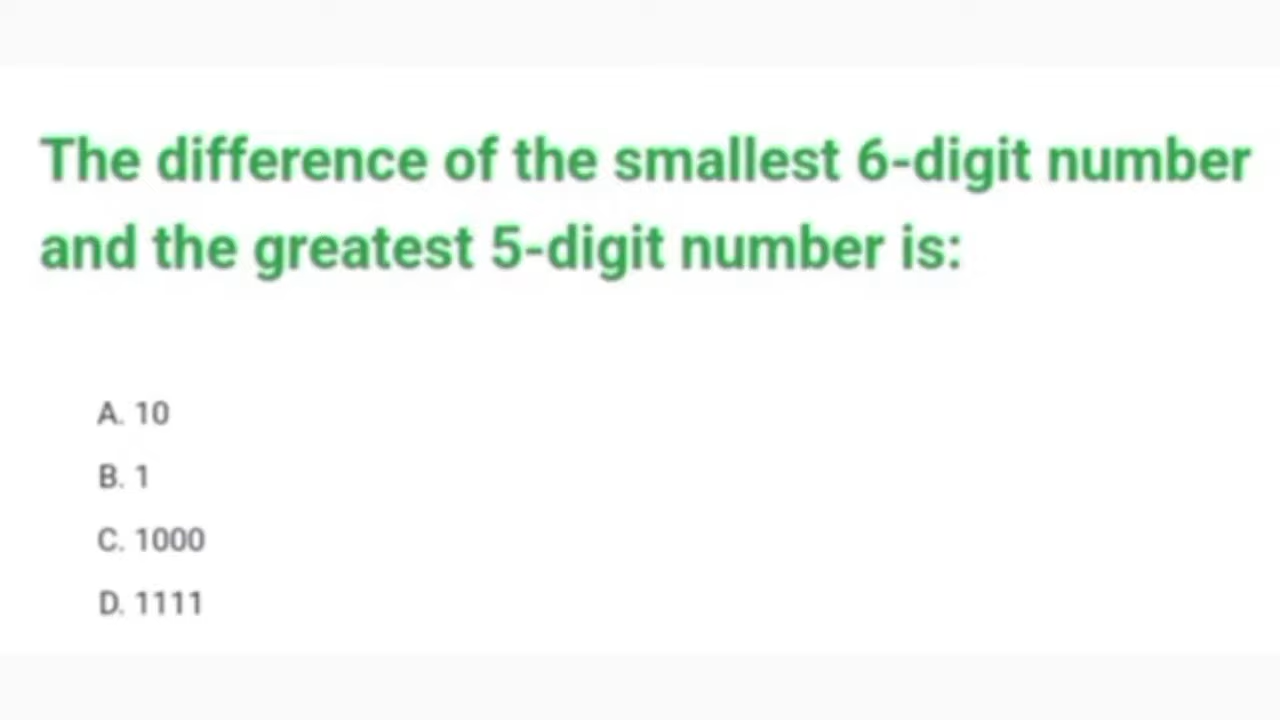 The difference of the smallest 6-digit number
and the greatest 5-digit number is:
A. 10
B. 1
C. 1000
D. 1111